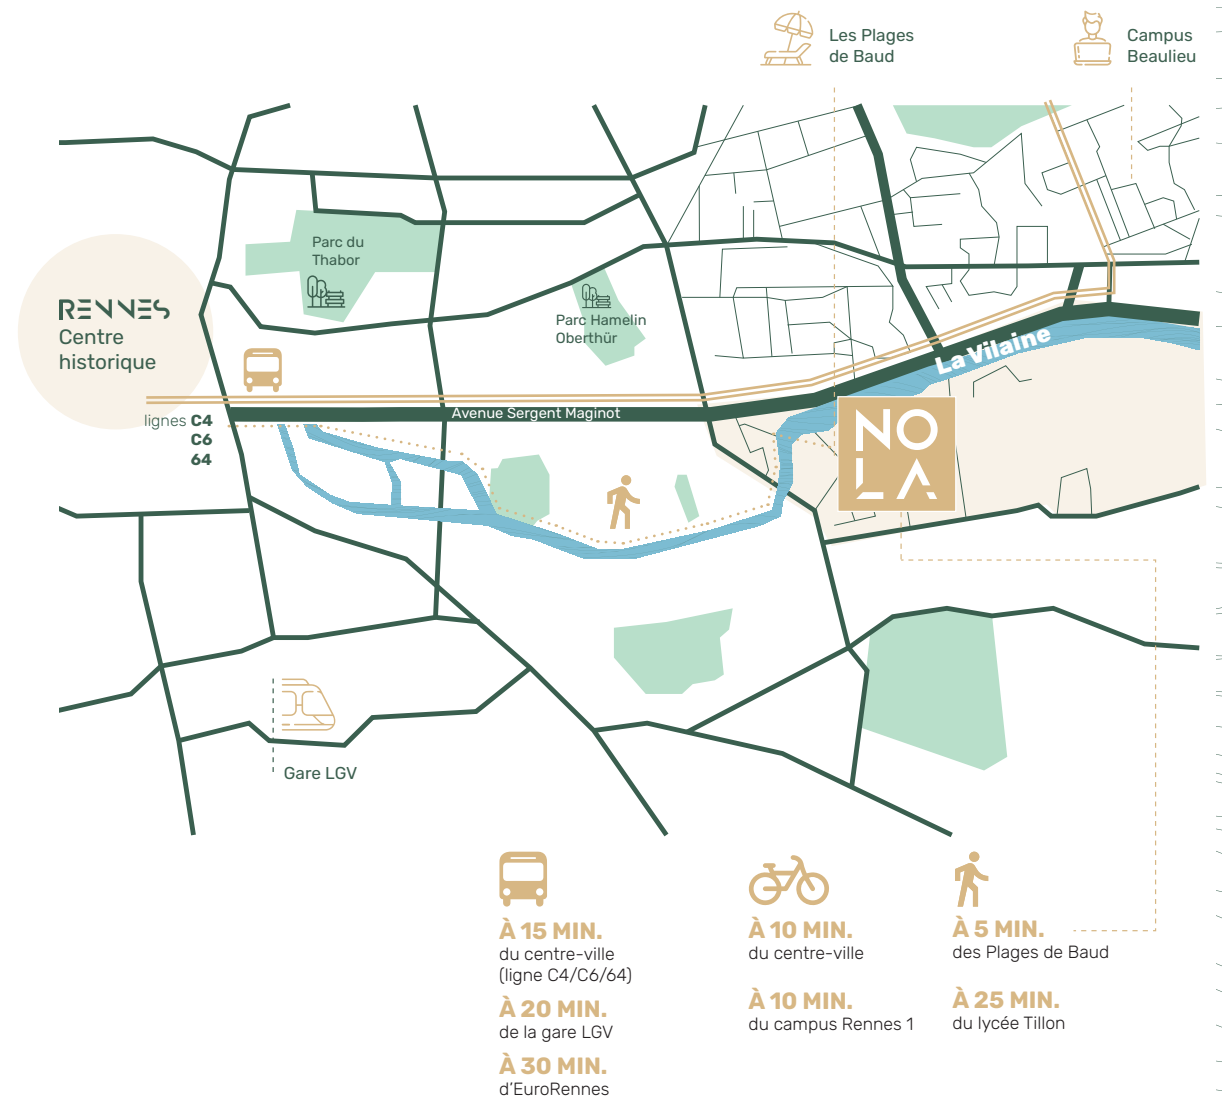 Les Plages
de Baud
Campus
Beaulieu
Parc du
Thabor
RENNES
Centre
historique
Parc Hamelin
Oberthür
La Vilaine
lignes C4
C6
64
Avenue Sergent Maginot
NO
LA
Gare LGV
À 15 MIN.
du centre-ville
(ligne C4/C6/64)
À 20 MIN.
de la gare LGV
À 30 MIN.
d'EuroRennes
À 10 MIN.
du centre-ville
À 10 MIN.
du campus Rennes 1
À 5 MIN.
des Plages de Baud
À 25 MIN.
du lycée Tillon